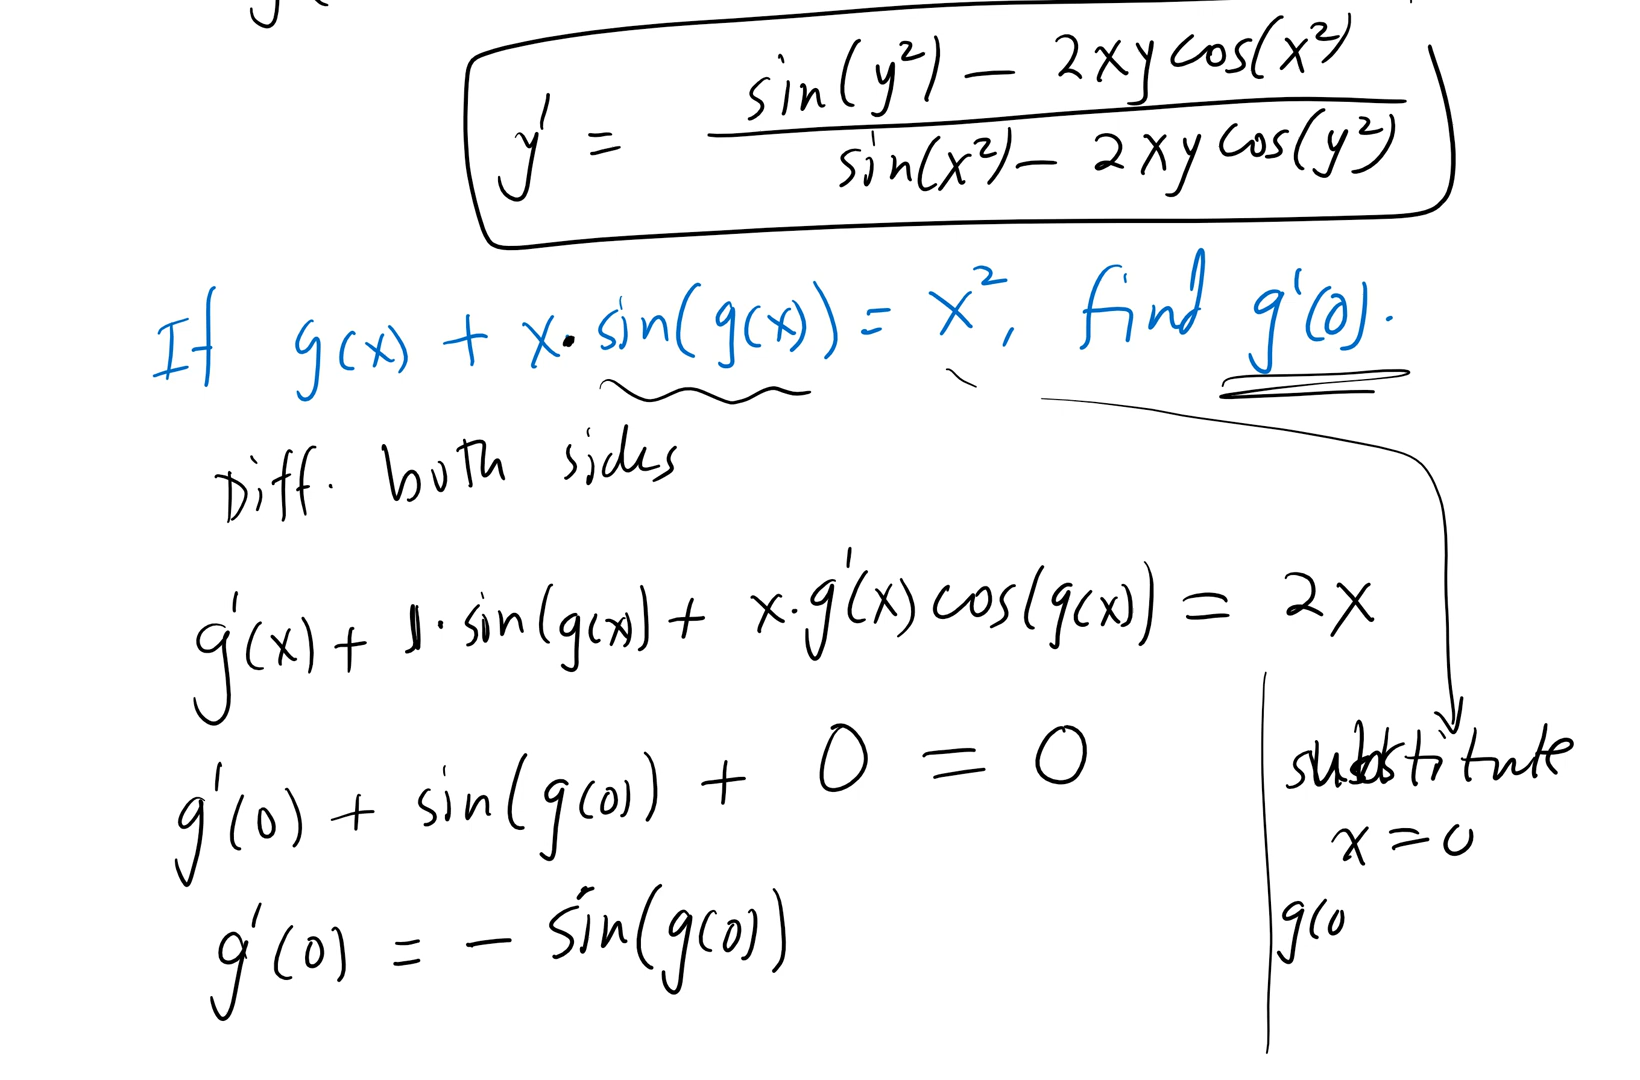 y' = (sin(y²) − 2xy cos(x²)) / (sin(x²) − 2xy cos(y²))
If g(x) + x · sin(g(x)) = x², find g'(0).
Diff. both sides
g'(x) + 1 · sin(g(x)) + x · g'(x) cos(g(x)) = 2x
g'(0) + sin(g(0)) + 0 = 0
g'(0) = − sin(g(0))
substitute
x = 0
g(0